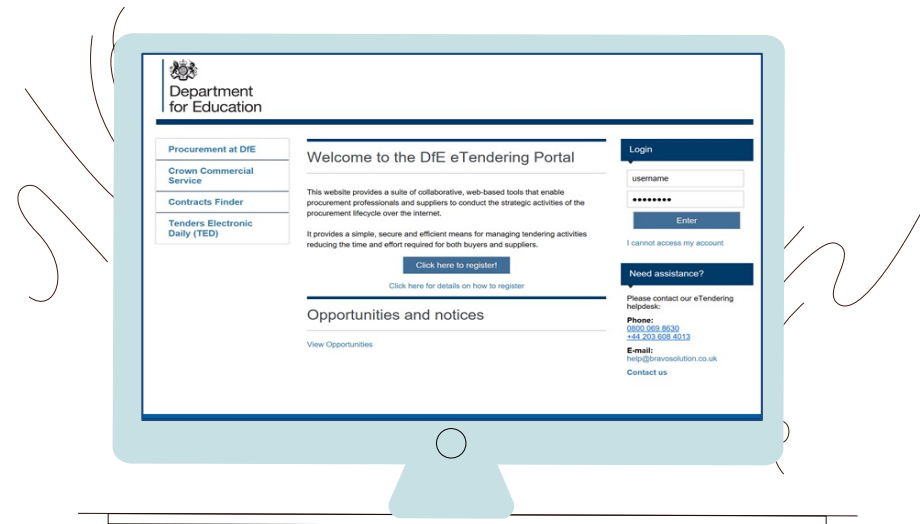 Department
for Education
Procurement at DfE
Crown Commercial
Service
Contracts Finder
Tenders Electronic
Daily (TED)
Welcome to the DfE eTendering Portal
This website provides a suite of collaborative, web-based tools that enable
procurement professionals and suppliers to conduct the strategic activities of the
procurement lifecycle over the internet.
It provides a simple, secure and efficient means for managing tendering activities
reducing the time and effort required for both buyers and suppliers.
Click here to register!
Click here for details on how to register
Opportunities and notices
View Opportunities
Login
username
••••••••
Enter
I cannot access my account
Need assistance?
Please contact our eTendering
helpdesk:
Phone:
0800 069 8630
+44 203 608 4013
E-mail:
help@bravosolution.co.uk
Contact us